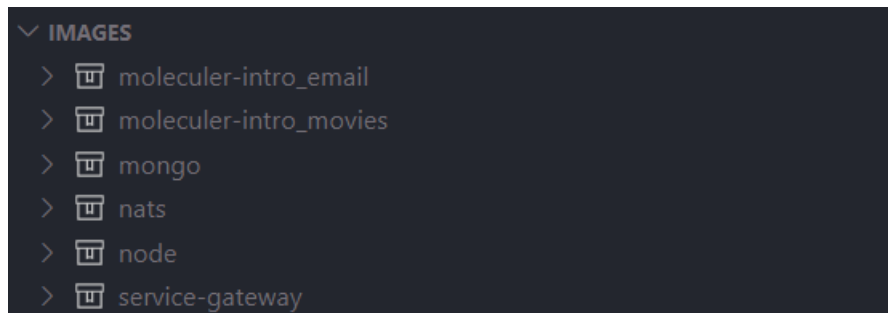 IMAGES
moleculer-intro_email
moleculer-intro_movies
mongo
nats
node
service-gateway